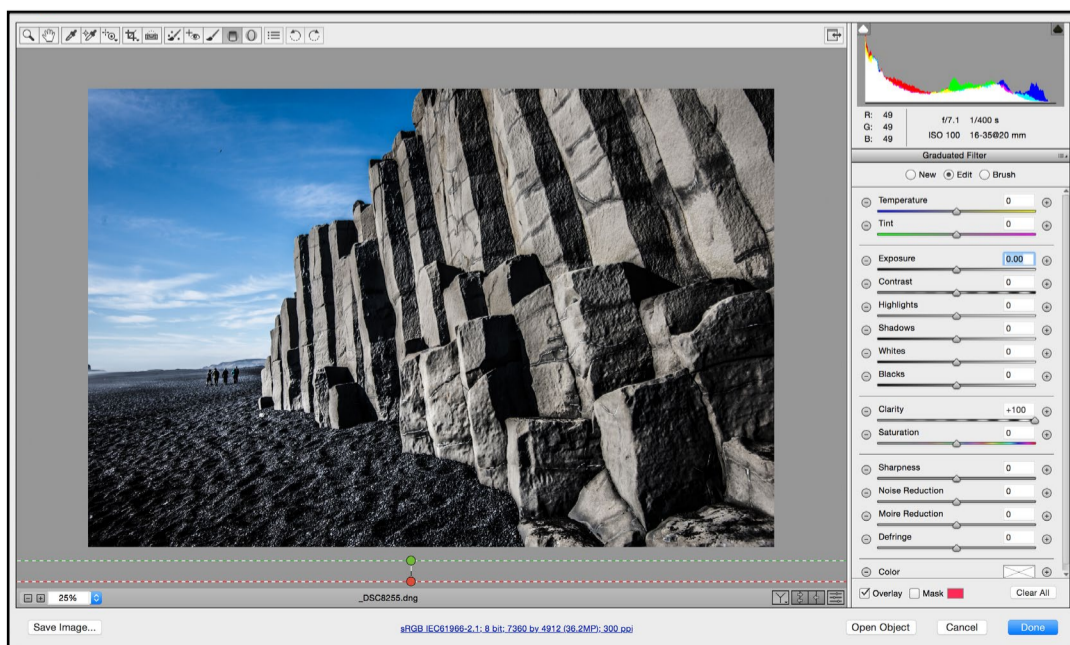 R: 49
G: 49
B: 49
f/7.1 1/400 s
ISO 100 16-35@20 mm
Graduated Filter
New Edit Brush
Temperature 0
Tint 0
Exposure 0.00
Contrast 0
Highlights 0
Shadows 0
Whites 0
Blacks 0
Clarity +100
Saturation 0
Sharpness 0
Noise Reduction 0
Moire Reduction 0
Defringe 0
Color
Overlay Mask Clear All
25% _DSC8255.dng Y
Save Image... sRGB IEC61966-2.1; 8 bit; 7360 by 4912 (36.2MP); 300 ppi Open Object Cancel Done